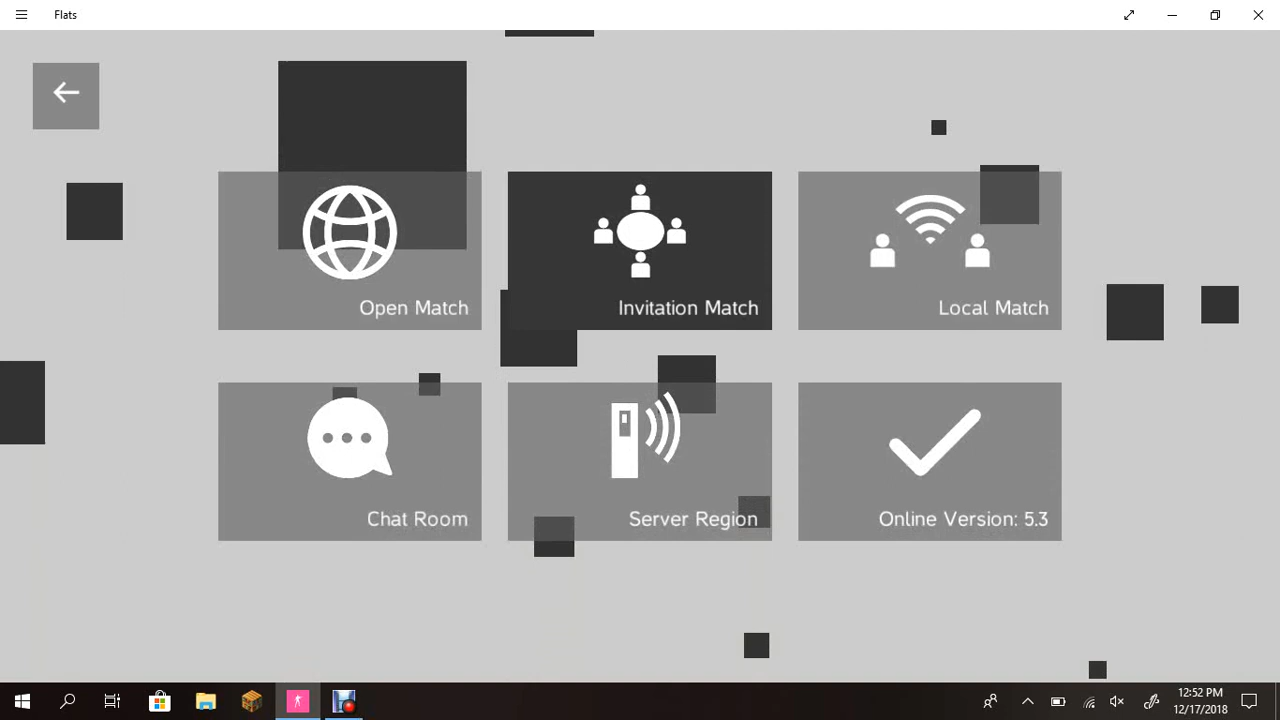 Flats
Open Match
Invitation Match
Local Match
Chat Room
Server Region
Online Version: 5.3
12:52 PM
12/17/2018